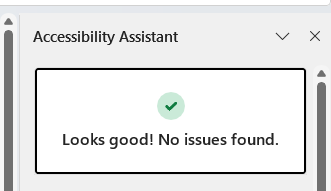 Accessibility Assistant
Looks good! No issues found.